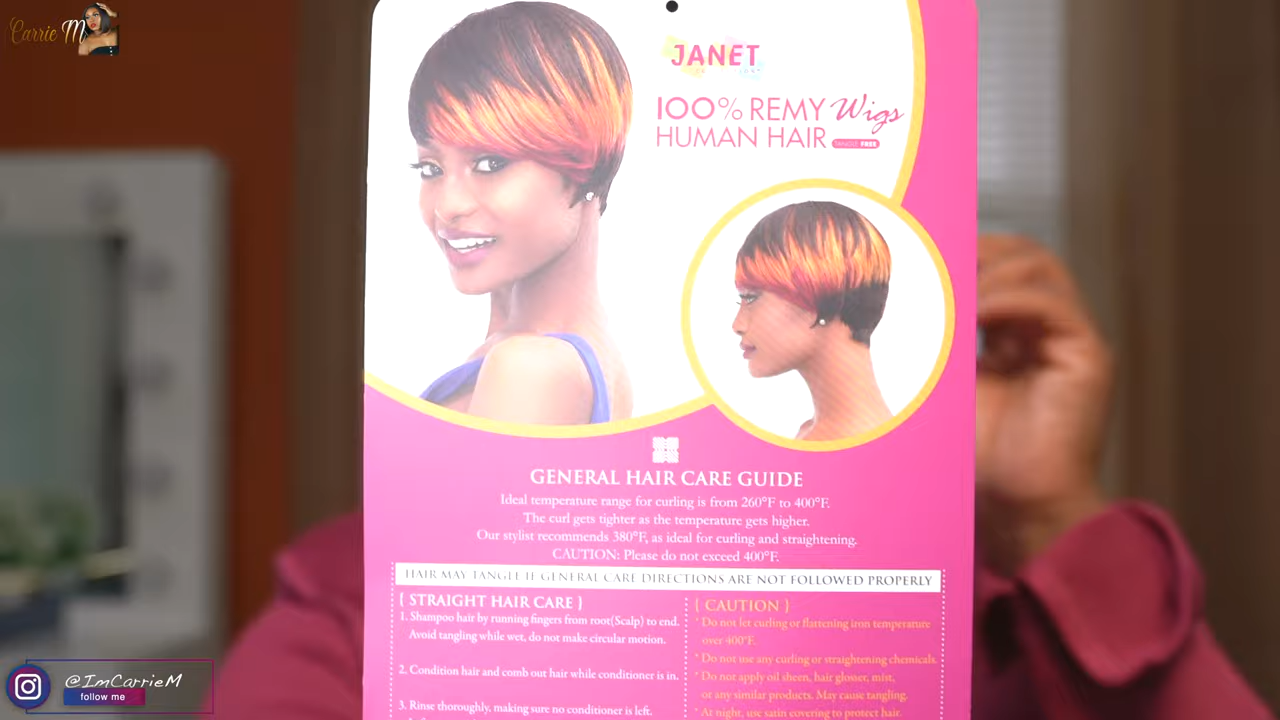 Carrie M
JANET
100% REMY Wigs
HUMAN HAIR TANGLE FREE
GENERAL HAIR CARE GUIDE
Ideal temperature range for curling is from 260°F to 400°F.
The curl gets tighter as the temperature gets higher.
Our stylist recommends 380°F, as ideal for curling and straightening.
CAUTION: Please do not exceed 400°F.
HAIR MAY TANGLE IF GENERAL CARE DIRECTIONS ARE NOT FOLLOWED PROPERLY
{ STRAIGHT HAIR CARE }
1. Shampoo hair by running fingers from root(Scalp) to end.
Avoid tangling while wet, do not make circular motion.
2. Condition hair and comb out hair while conditioner is in.
3. Rinse thoroughly, making sure no conditioner is left.
{ CAUTION }
* Do not let curling or flattening iron temperature
over 400°F.
* Do not use any curling or straightening chemicals.
* Do not apply oil sheen, hair glosser, mist,
or any similar products. May cause tangling.
* At night, use satin covering to protect hair.
@ImCarrieM
follow me